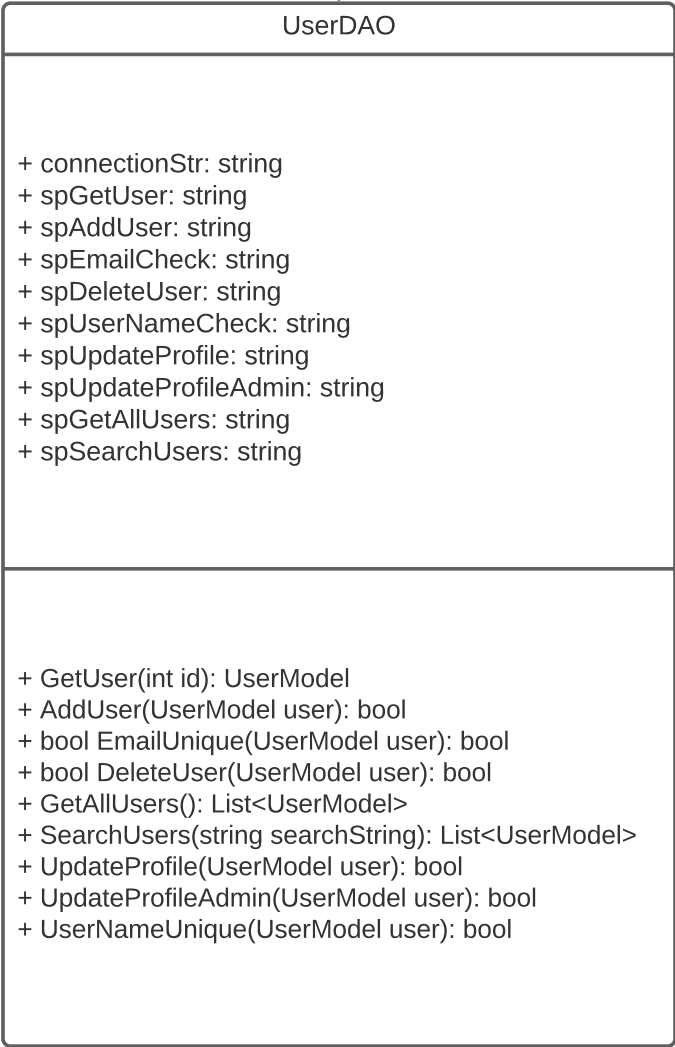 UserDAO
+ connectionStr: string
+ spGetUser: string
+ spAddUser: string
+ spEmailCheck: string
+ spDeleteUser: string
+ spUserNameCheck: string
+ spUpdateProfile: string
+ spUpdateProfileAdmin: string
+ spGetAllUsers: string
+ spSearchUsers: string
+ GetUser(int id): UserModel
+ AddUser(UserModel user): bool
+ bool EmailUnique(UserModel user): bool
+ bool DeleteUser(UserModel user): bool
+ GetAllUsers(): List<UserModel>
+ SearchUsers(string searchString): List<UserModel>
+ UpdateProfile(UserModel user): bool
+ UpdateProfileAdmin(UserModel user): bool
+ UserNameUnique(UserModel user): bool